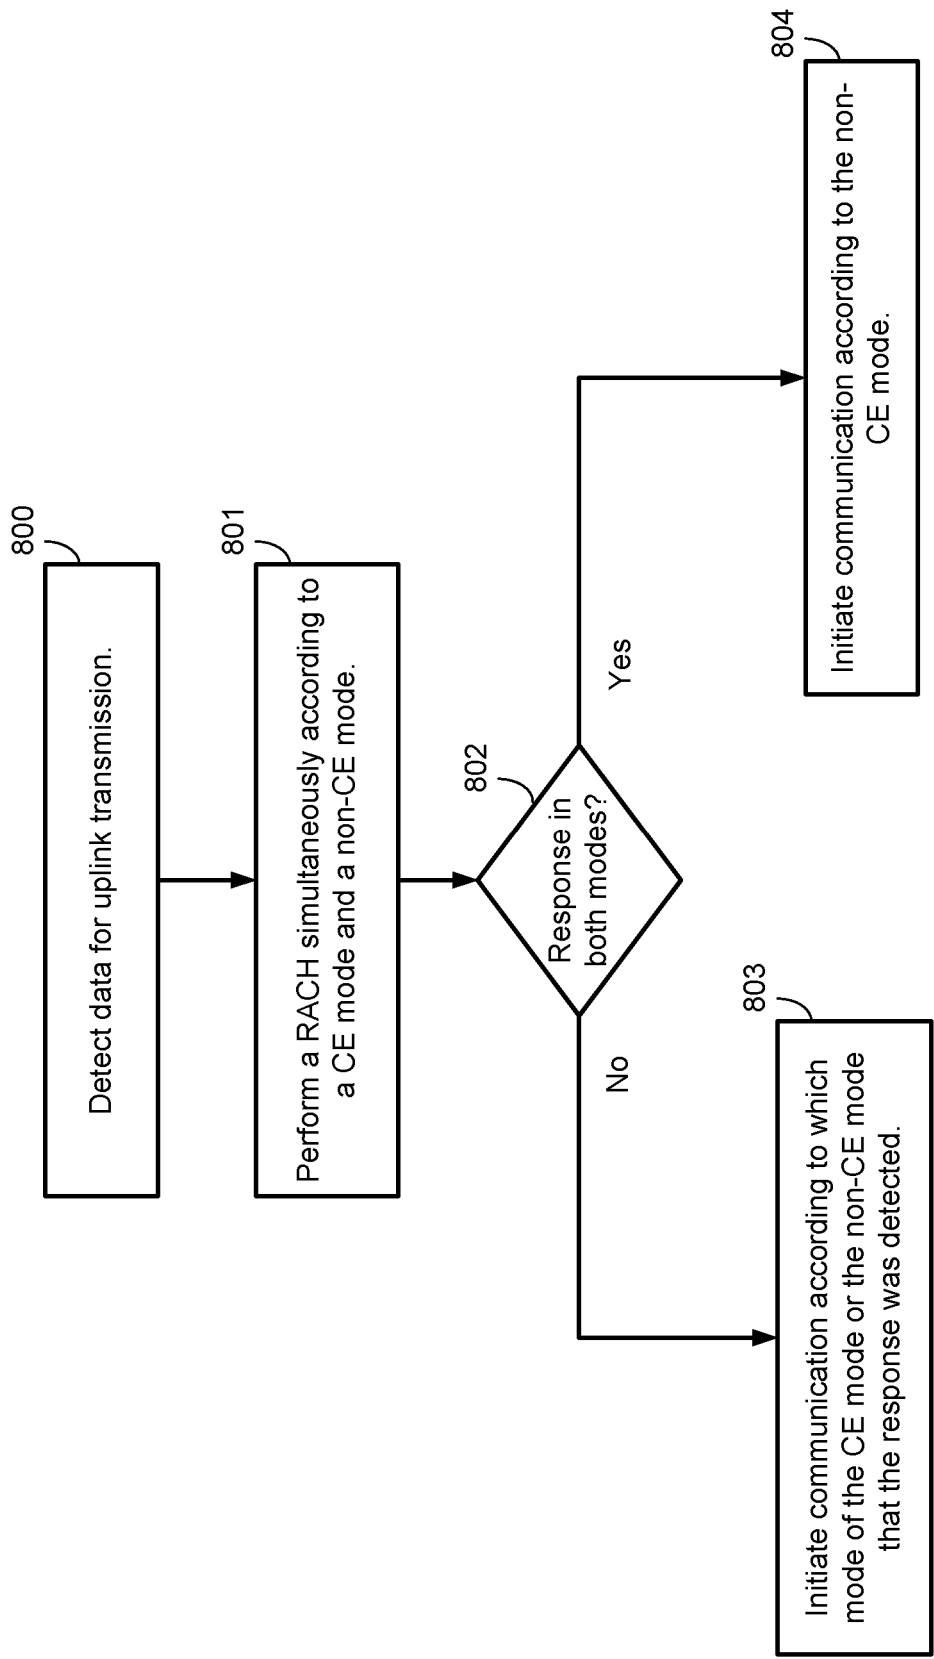 800
Detect data for uplink transmission.
801
Perform a RACH simultaneously according to
a CE mode and a non-CE mode.
802
Response in
both modes?
No
Yes
803
Initiate communication according to which
mode of the CE mode or the non-CE mode
that the response was detected.
804
Initiate communication according to the non-
CE mode.